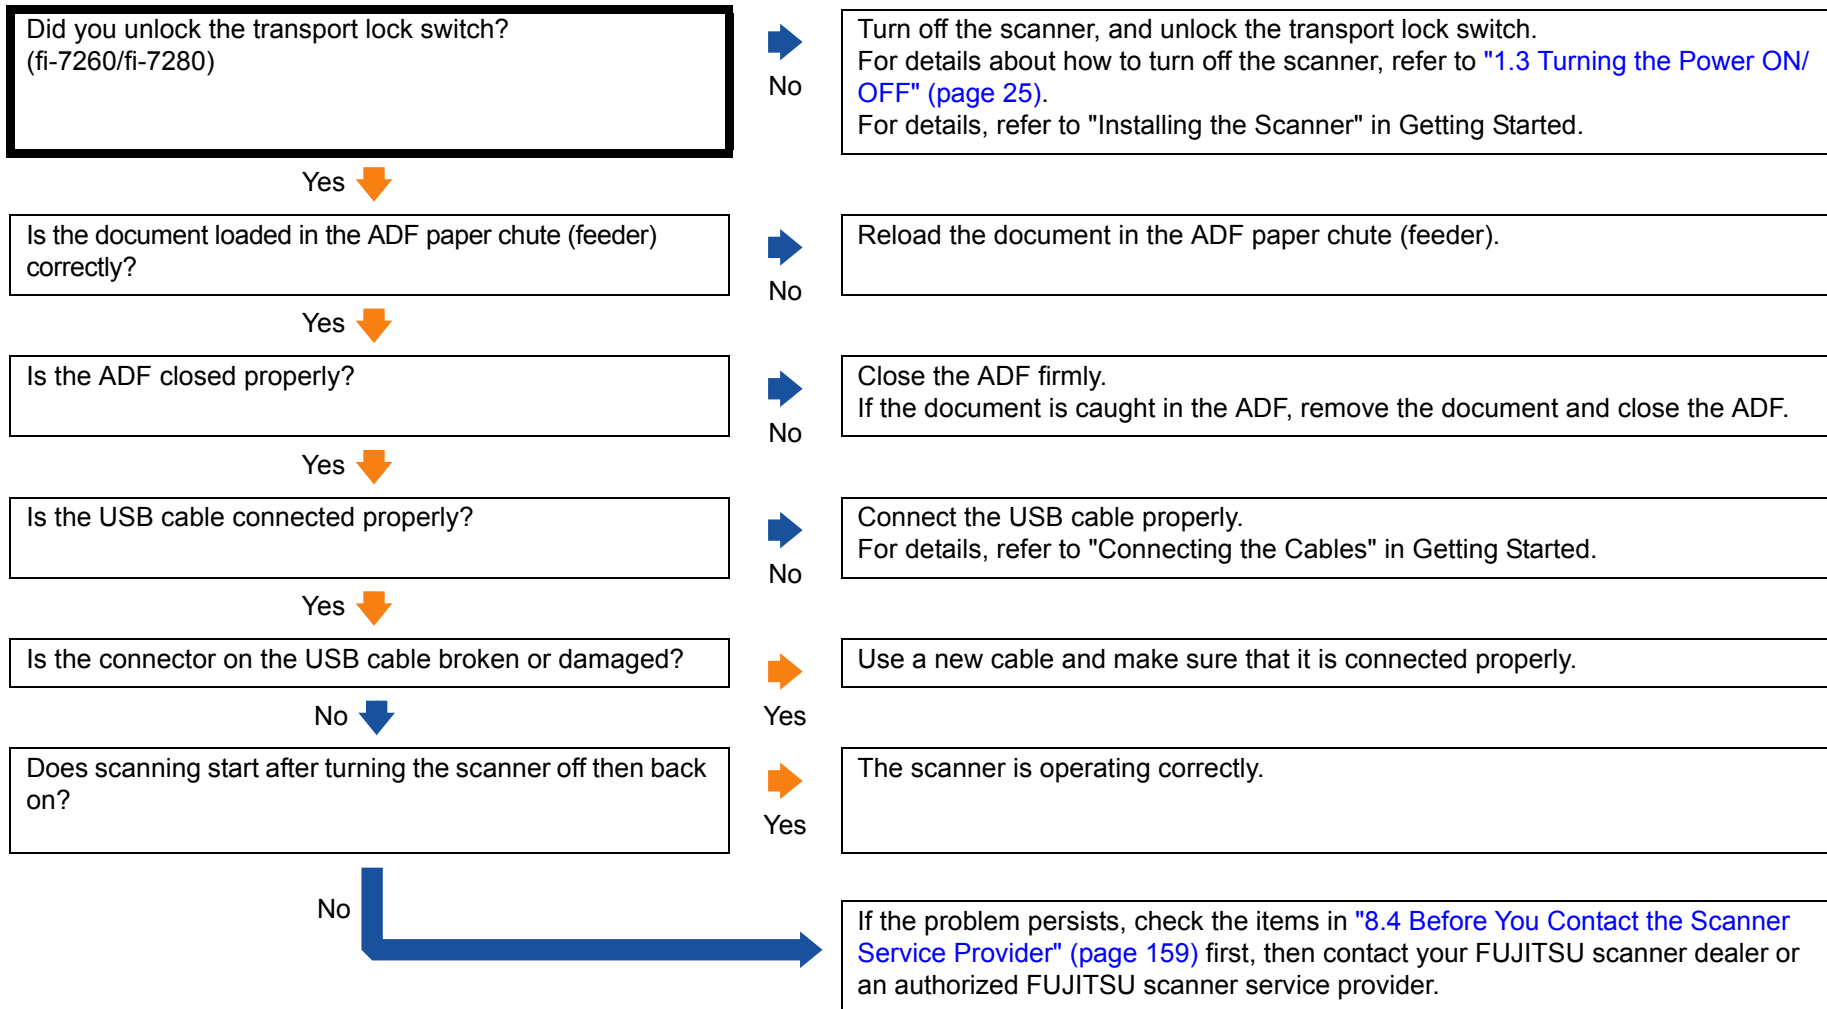 Did you unlock the transport lock switch?
(fi-7260/fi-7280)
No
Turn off the scanner, and unlock the transport lock switch.
For details about how to turn off the scanner, refer to "1.3 Turning the Power ON/
OFF" (page 25).
For details, refer to "Installing the Scanner" in Getting Started.
Yes
Is the document loaded in the ADF paper chute (feeder)
correctly?
No
Reload the document in the ADF paper chute (feeder).
Yes
Is the ADF closed properly?
No
Close the ADF firmly.
If the document is caught in the ADF, remove the document and close the ADF.
Yes
Is the USB cable connected properly?
No
Connect the USB cable properly.
For details, refer to "Connecting the Cables" in Getting Started.
Yes
Is the connector on the USB cable broken or damaged?
Yes
Use a new cable and make sure that it is connected properly.
No
Does scanning start after turning the scanner off then back
on?
Yes
The scanner is operating correctly.
No
If the problem persists, check the items in "8.4 Before You Contact the Scanner
Service Provider" (page 159) first, then contact your FUJITSU scanner dealer or
an authorized FUJITSU scanner service provider.